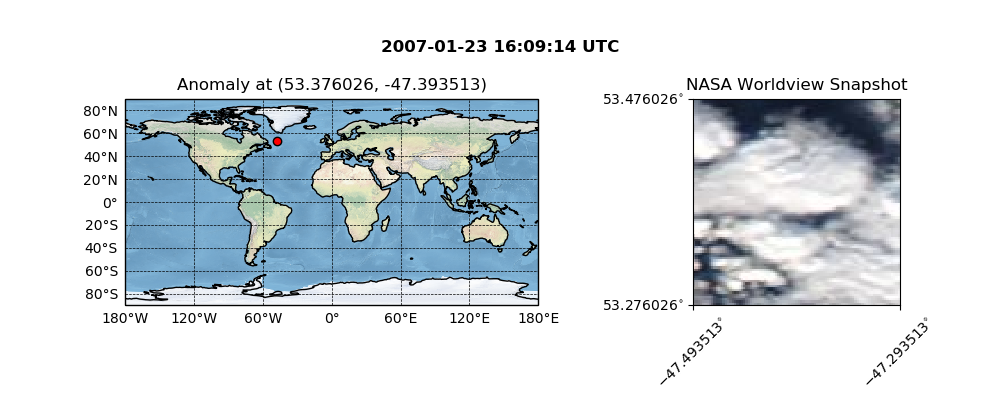 2007-01-23 16:09:14 UTC
Anomaly at (53.376026, -47.393513)
80°N
60°N
40°N
20°N
0°
20°S
40°S
60°S
80°S
180°W 120°W 60°W 0° 60°E 120°E 180°E
NASA Worldview Snapshot
53.476026°
53.276026°
−47.493513°
−47.293513°